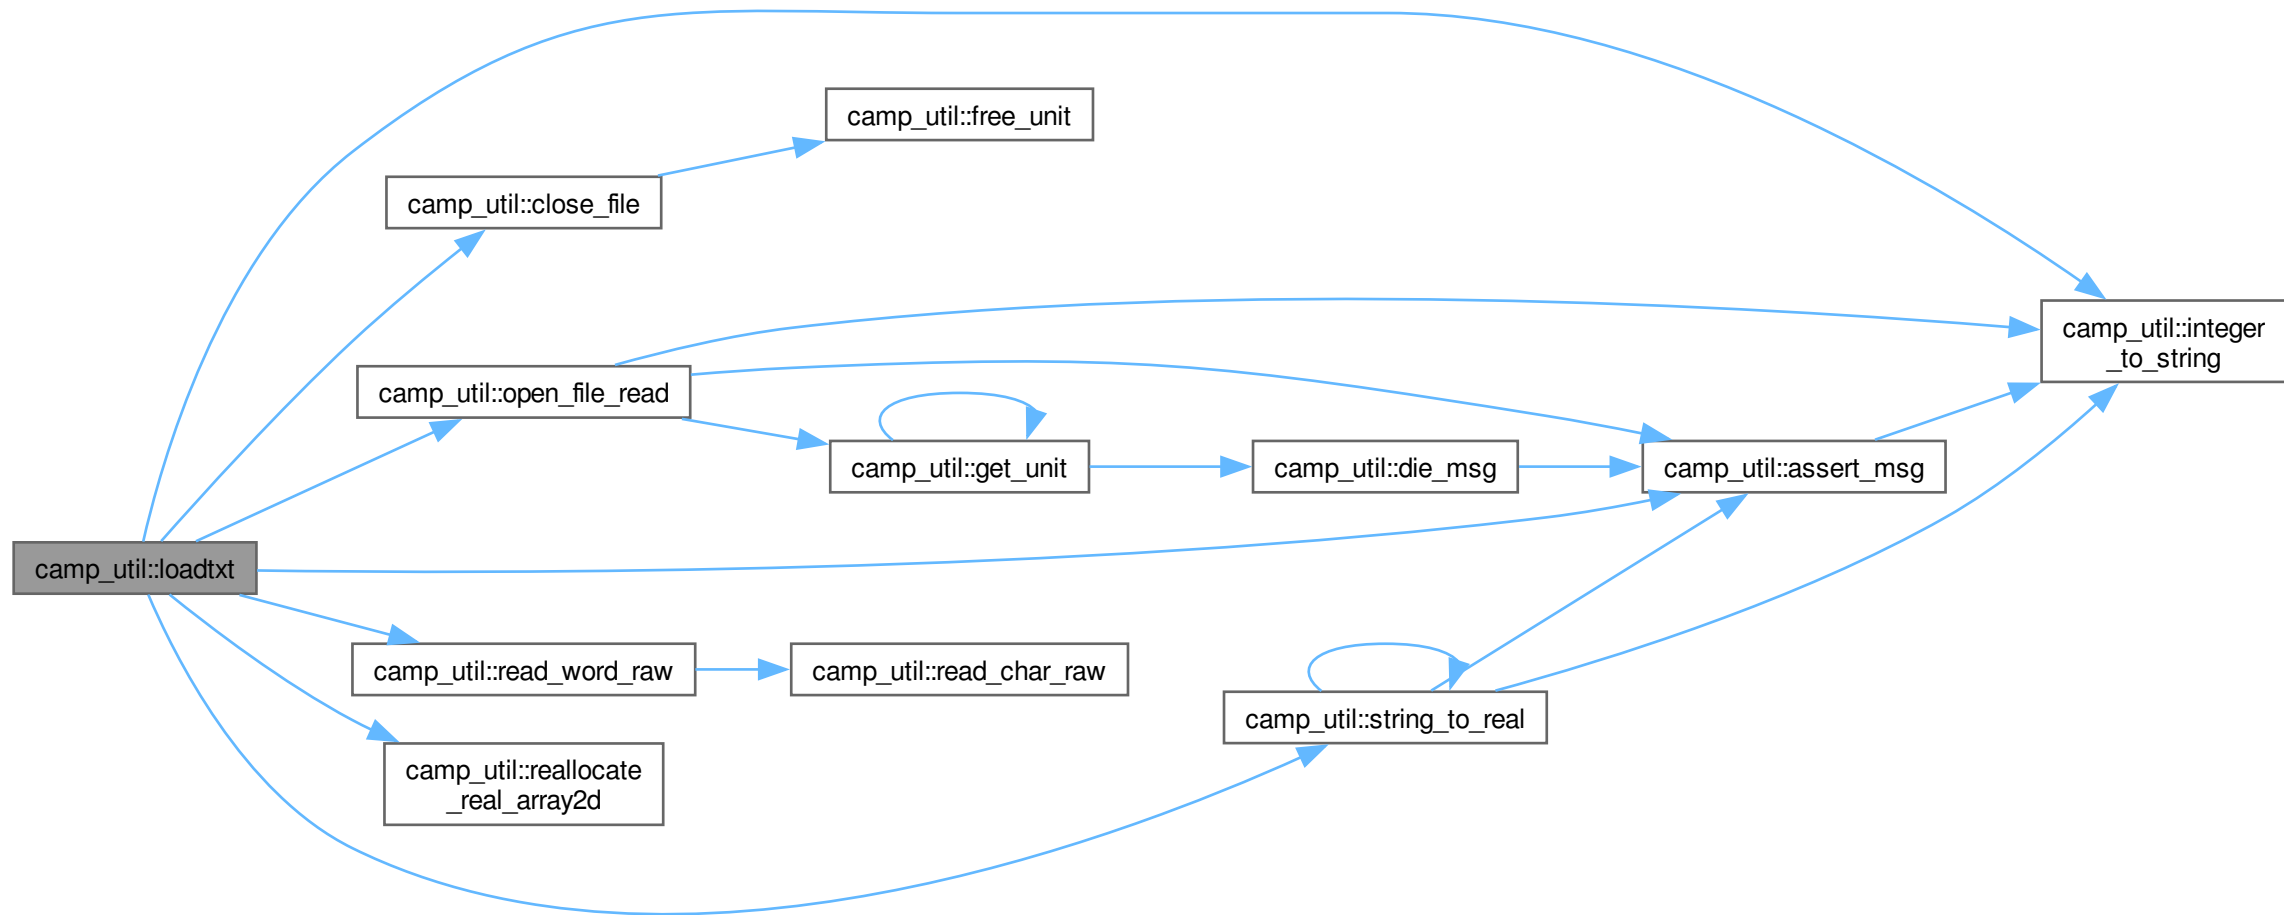 camp_util::free_unit
camp_util::close_file
camp_util::integer
_to_string
camp_util::open_file_read
camp_util::get_unit
camp_util::die_msg
camp_util::assert_msg
camp_util::loadtxt
camp_util::read_word_raw
camp_util::read_char_raw
camp_util::string_to_real
camp_util::reallocate
_real_array2d